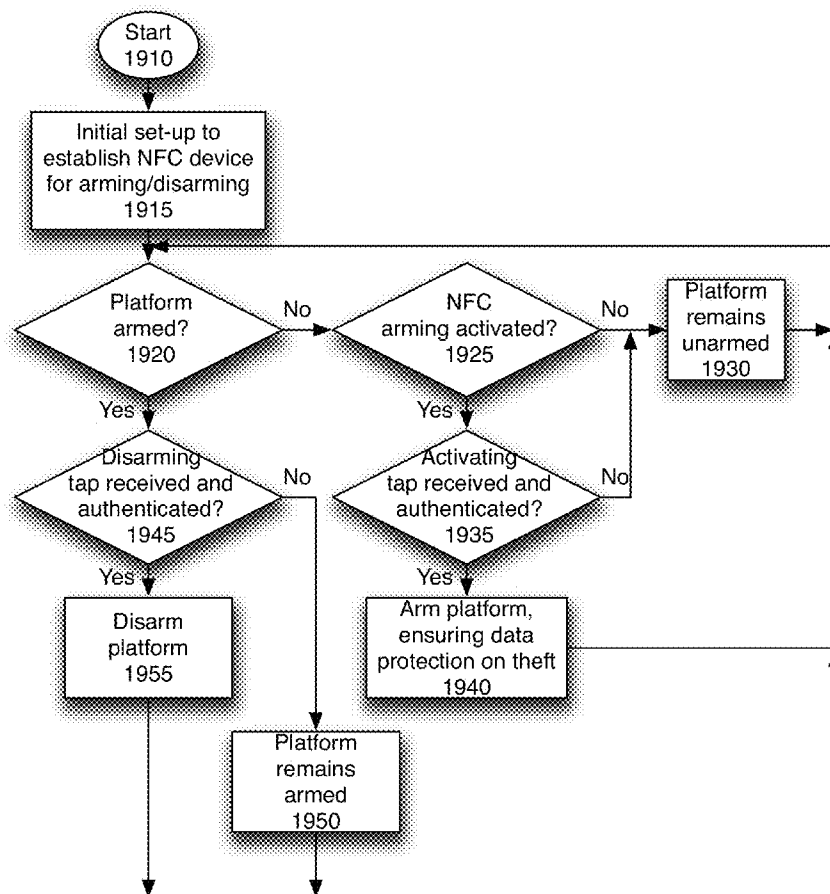 Start
1910
Initial set-up to
establish NFC device
for arming/disarming
1915
Platform
armed?
1920
No
NFC
arming activated?
1925
No
Platform
remains
unarmed
1930
Yes
Yes
Disarming
tap received and
authenticated?
1945
No
Activating
tap received and
authenticated?
1935
No
Yes
Yes
Disarm
platform
1955
Arm platform,
ensuring data
protection on theft
1940
Platform
remains
armed
1950